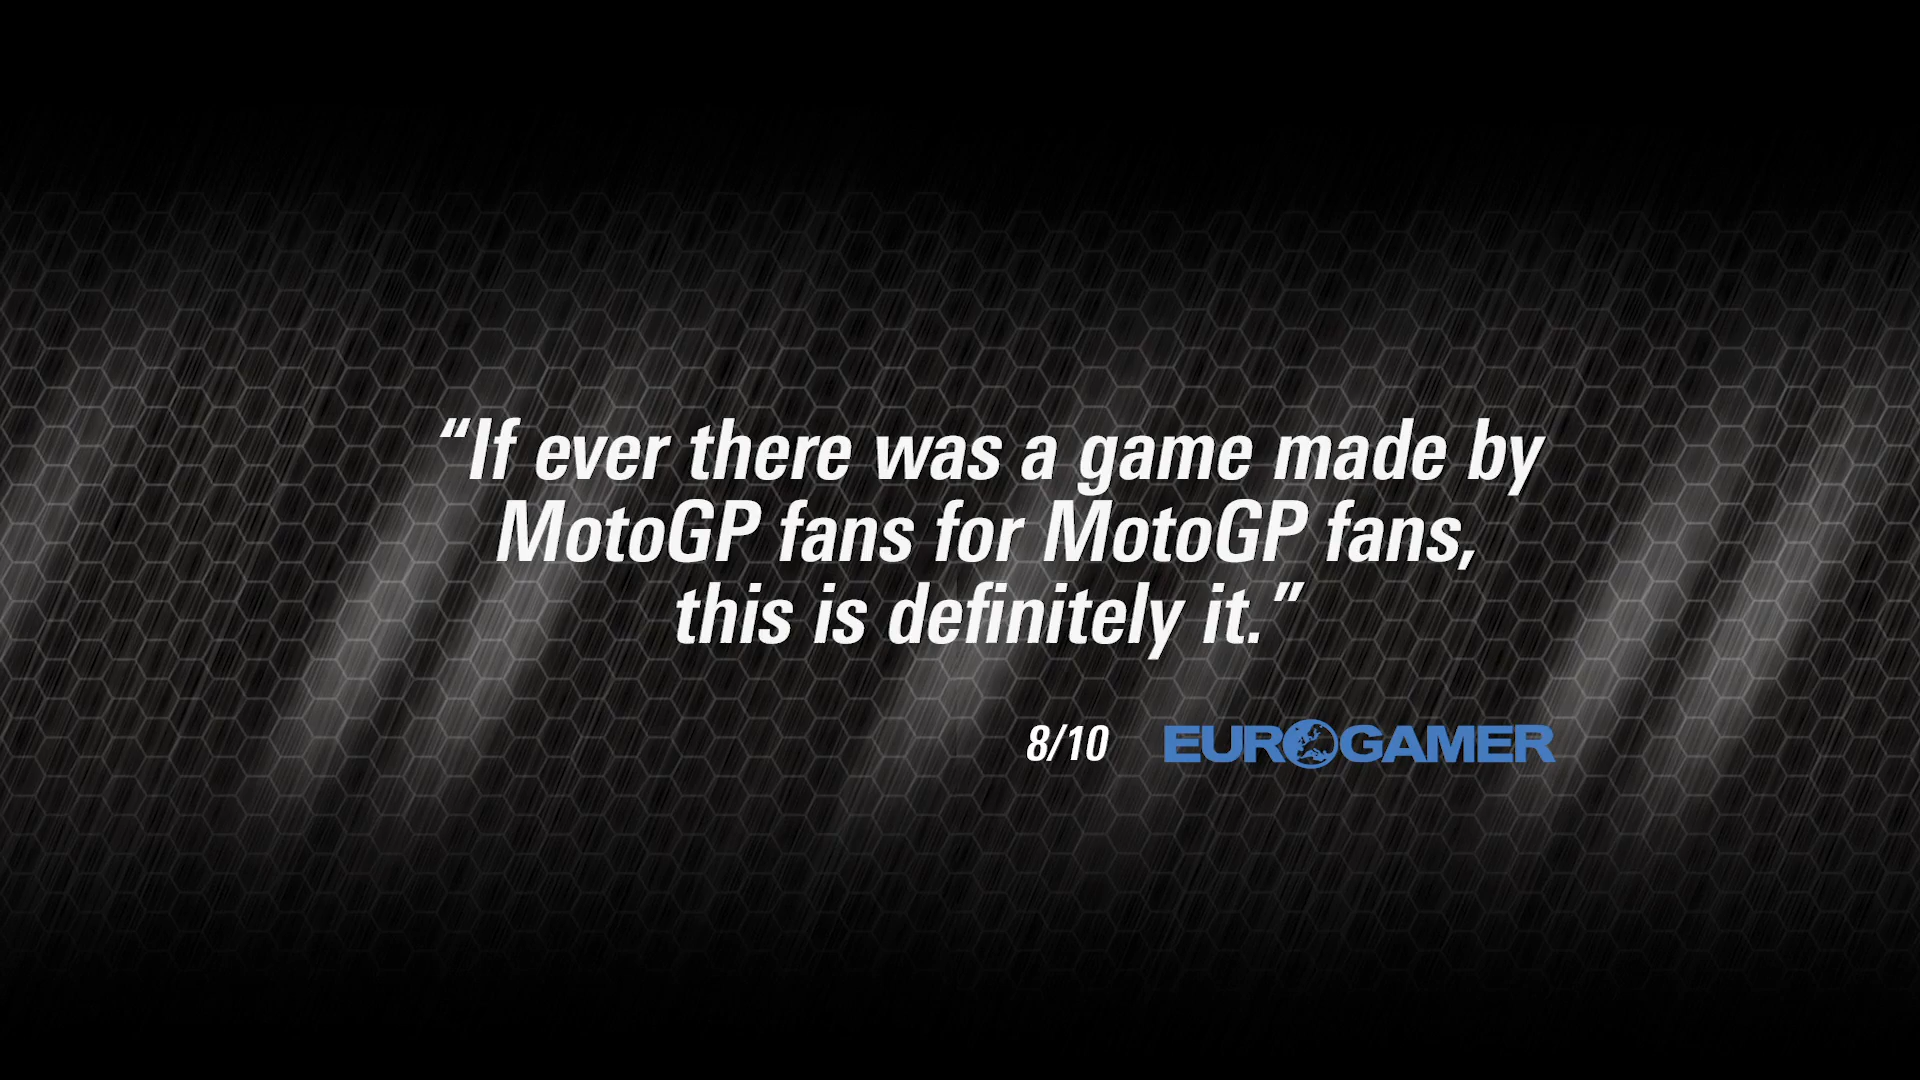 “If ever there was a game made by
MotoGP fans for MotoGP fans,
this is definitely it.”
8/10 EUROGAMER